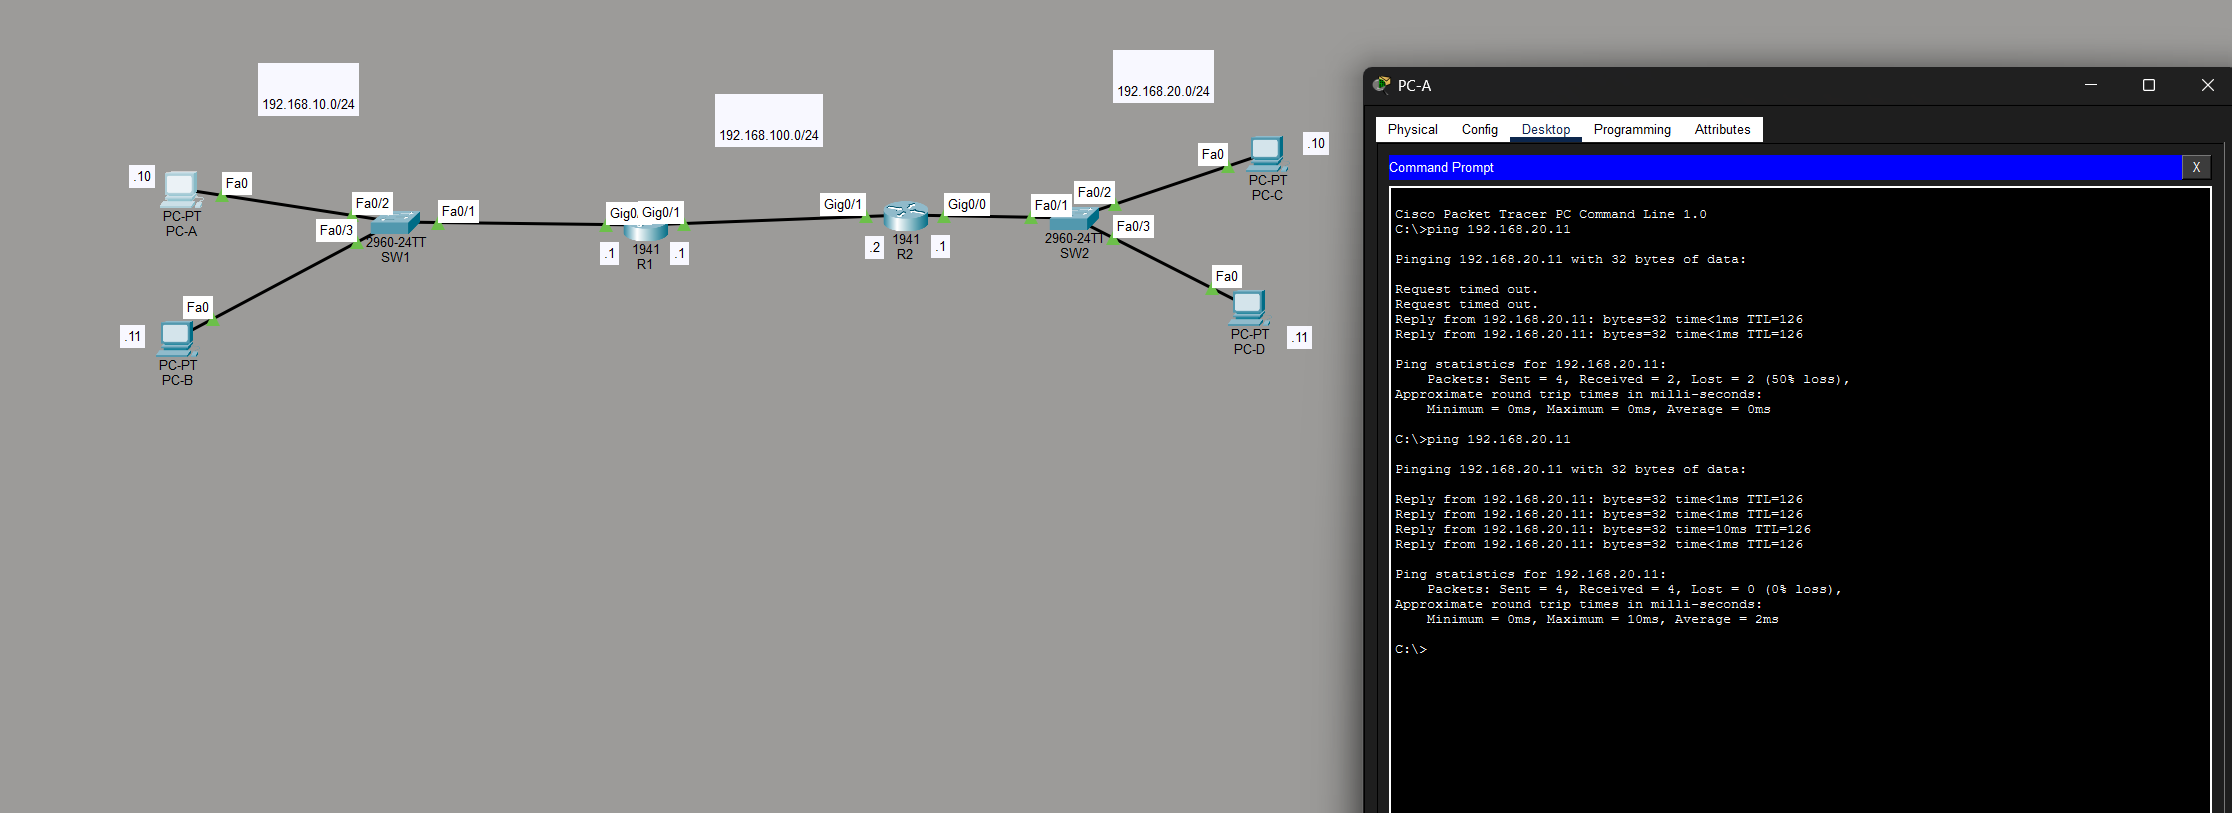 192.168.10.0/24
192.168.100.0/24
192.168.20.0/24
.10
Fa0
PC-PT
PC-A
Fa0/2
Fa0/3
Fa0/1
2960-24TT
SW1
Fa0
.11
PC-PT
PC-B
Gig0/1
1941
R1
.1
.1
Gig0/1
Gig0/0
1941
R2
.2
.1
Fa0/1
Fa0/2
Fa0/3
2960-24TT
SW2
Fa0
.10
PC-PT
PC-C
Fa0
.11
PC-PT
PC-D
PC-A
Physical Config Desktop Programming Attributes
Command Prompt
X
Cisco Packet Tracer PC Command Line 1.0
C:\>ping 192.168.20.11
Pinging 192.168.20.11 with 32 bytes of data:
Request timed out.
Request timed out.
Reply from 192.168.20.11: bytes=32 time<1ms TTL=126
Reply from 192.168.20.11: bytes=32 time<1ms TTL=126
Ping statistics for 192.168.20.11:
Packets: Sent = 4, Received = 2, Lost = 2 (50% loss),
Approximate round trip times in milli-seconds:
Minimum = 0ms, Maximum = 0ms, Average = 0ms
C:\>ping 192.168.20.11
Pinging 192.168.20.11 with 32 bytes of data:
Reply from 192.168.20.11: bytes=32 time<1ms TTL=126
Reply from 192.168.20.11: bytes=32 time<1ms TTL=126
Reply from 192.168.20.11: bytes=32 time=10ms TTL=126
Reply from 192.168.20.11: bytes=32 time<1ms TTL=126
Ping statistics for 192.168.20.11:
Packets: Sent = 4, Received = 4, Lost = 0 (0% loss),
Approximate round trip times in milli-seconds:
Minimum = 0ms, Maximum = 10ms, Average = 2ms
C:\>